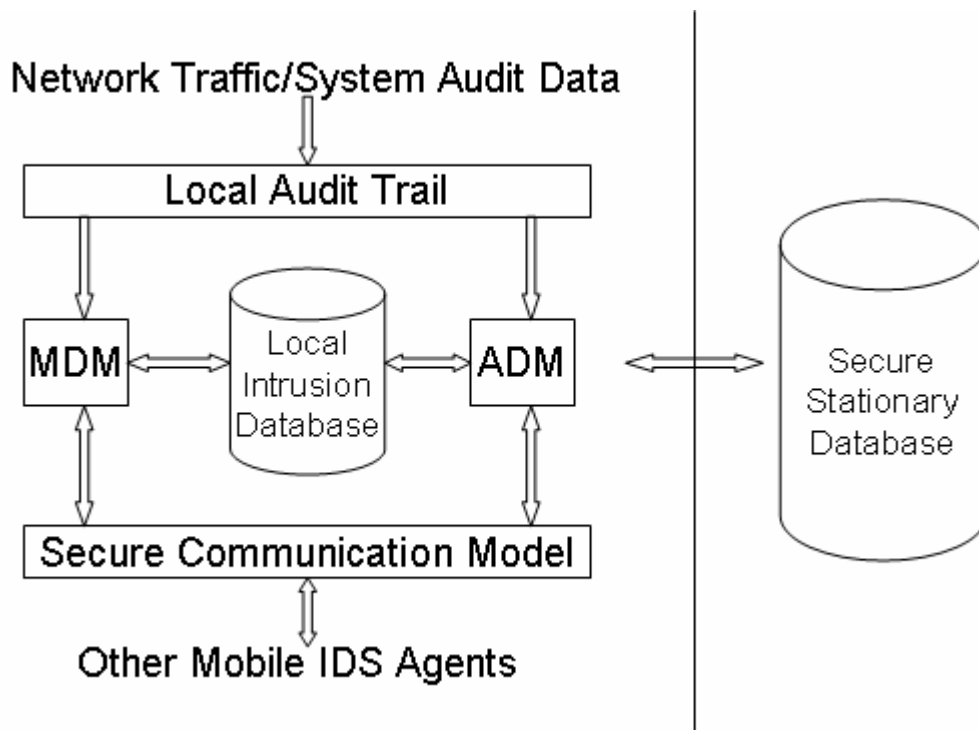 Network Traffic/System Audit Data
Local Audit Trail
MDM
Local
Intrusion
Database
ADM
Secure
Stationary
Database
Secure Communication Model
Other Mobile IDS Agents